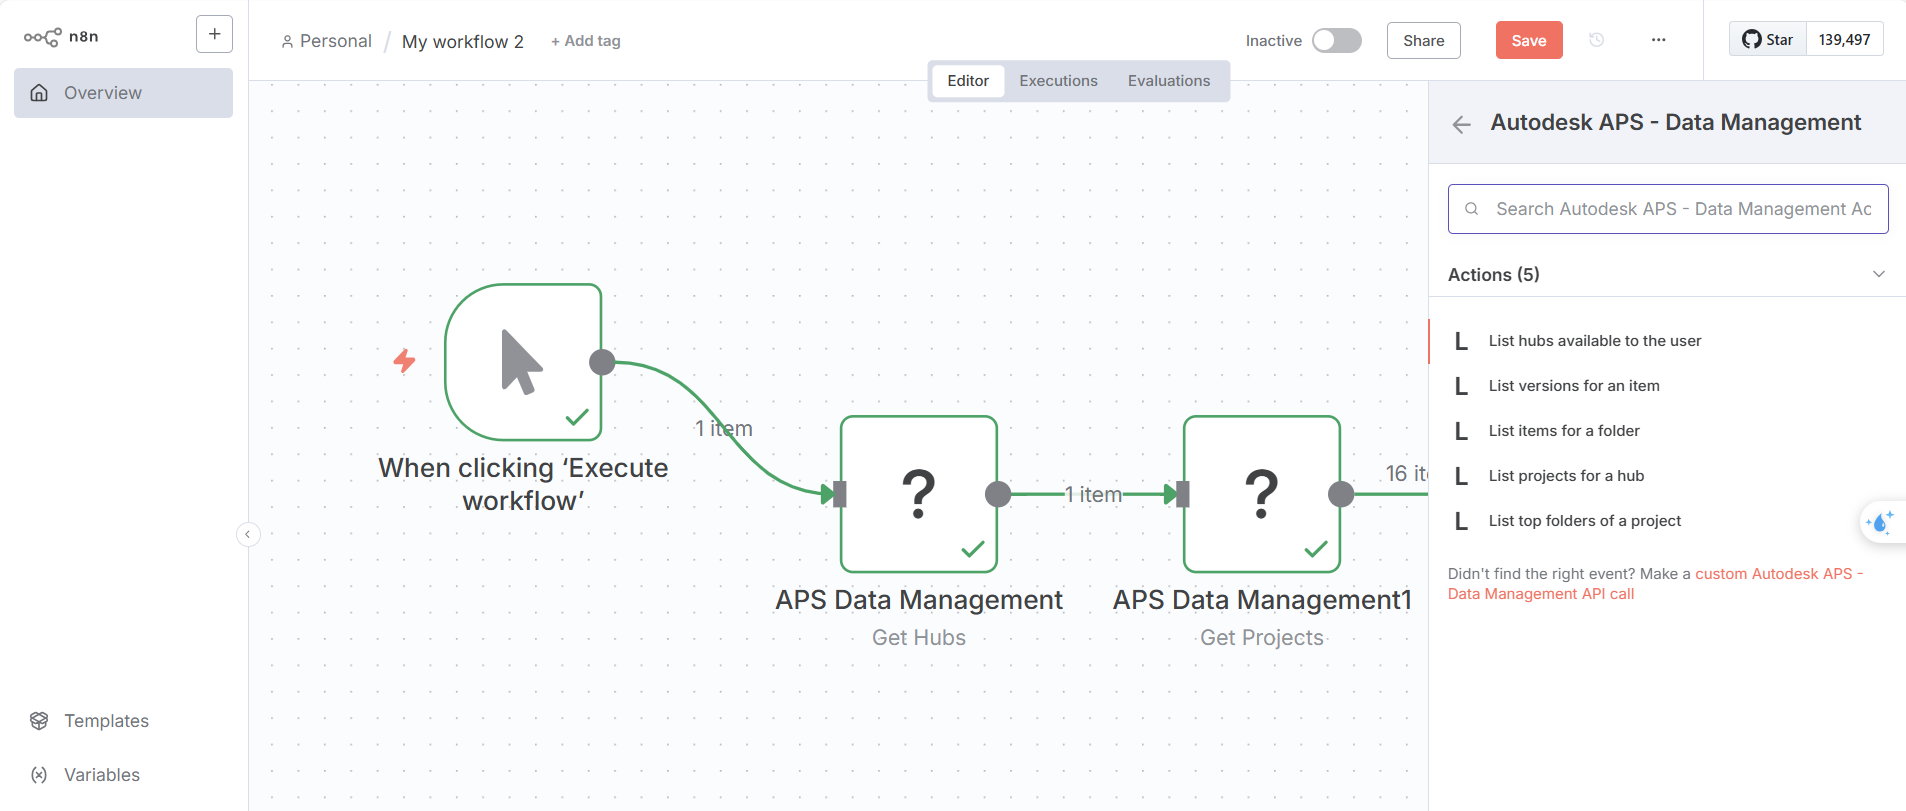 n8n
+
Overview
Templates
Variables
Personal / My workflow 2 + Add tag
Inactive
Share
Save
...
Star 139,497
Editor Executions Evaluations
When clicking ‘Execute
workflow’
1 item
?
APS Data Management
Get Hubs
1 item
?
APS Data Management1
Get Projects
16
Autodesk APS - Data Management
Search Autodesk APS - Data Management Ac
Actions (5)
L List hubs available to the user
L List versions for an item
L List items for a folder
L List projects for a hub
L List top folders of a project
Didn't find the right event? Make a custom Autodesk APS -
Data Management API call